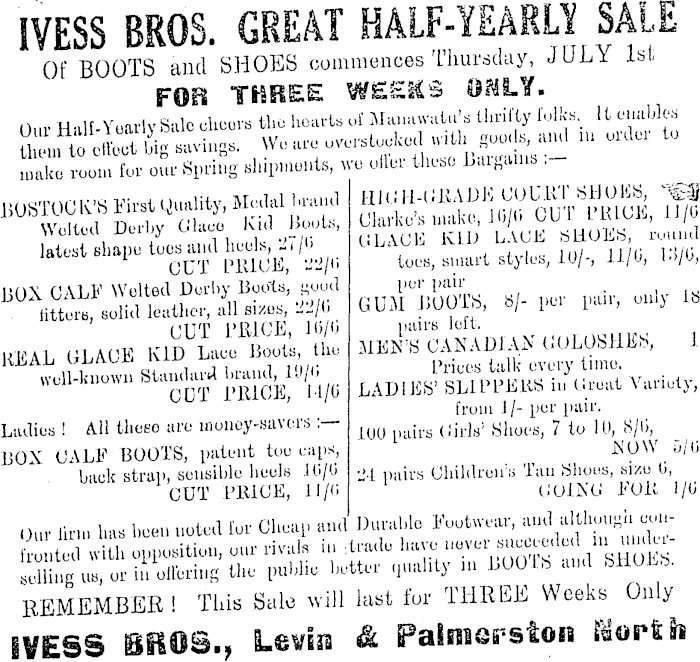 IVESS BROS. GREAT HALF-YEARLY SALE
Of BOOTS and SHOES commences Thursday, JULY 1st
FOR THREE WEEKS ONLY.
Our Half-Yearly Sale cheers the hearts of Manawatu's thrifty folks. It enables
them to effect big savings. We are overstocked with goods, and in order to
make room for our Spring shipments, we offer these Bargains :—
BOSTOCK'S First Quality, Medal brand
Welted Derby Glace Kid Boots,
latest shape toes and heels, 27/6
CUT PRICE, 22/6
BOX CALF Welted Derby Boots, good
fitters, solid leather, all sizes, 22/6
CUT PRICE, 16/6
REAL GLACE KID Lace Boots, the
well-known Standard brand, 19/6
CUT PRICE, 14/6
Ladies ! All these are money-savers :—
BOX CALF BOOTS, patent toe caps,
back strap, sensible heels 16/6
CUT PRICE, 11/6
HIGH-GRADE COURT SHOES,
Clarke's make, 16/6 CUT PRICE, 11/6
GLACE KID LACE SHOES, round
toes, smart styles, 10/-, 11/6, 13/6,
per pair
GUM BOOTS, 8/- per pair, only 18
pairs left.
MEN'S CANADIAN GOLOSHES,
Prices talk every time.
LADIES' SLIPPERS in Great Variety,
from 1/- per pair.
100 pairs Girls' Shoes, 7 to 10, 8/6,
NOW 5/6
24 pairs Children's Tan Shoes, size 6,
GOING FOR 1/6
Our firm has been noted for Cheap and Durable Footwear, and although con-
fronted with opposition, our rivals in trade have never succeeded in under-
selling us, or in offering the public better quality in BOOTS and SHOES.
REMEMBER ! This Sale will last for THREE Weeks Only
IVESS BROS., Levin & Palmerston North